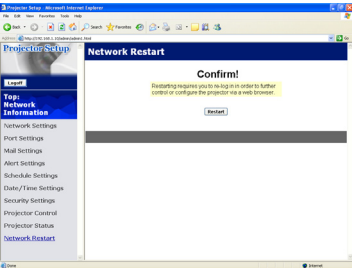 Projector Setup - Microsoft Internet Explorer
File Edit View Favorites Tools Help
Back Search Favorites
Address Go
Projector Setup
Network Restart
Logoff
Confirm!
Restarting requires you to re-log in in order to further
control or configure the projector via a web browser.
Restart
Top:
Network
Information
Network Settings
Port Settings
Mail Settings
Alert Settings
Schedule Settings
Date/Time Settings
Security Settings
Projector Control
Projector Status
Network Restart
Done Internet